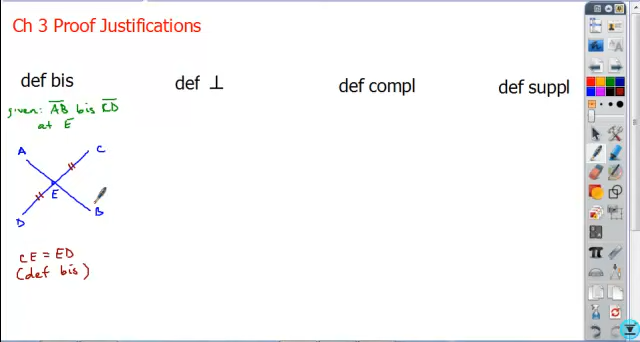 Ch 3 Proof Justifications
def bis
def ⊥
def compl
def suppl
given: AB bis CD
at E
A
C
E
D
B
CE = ED
(def bis)